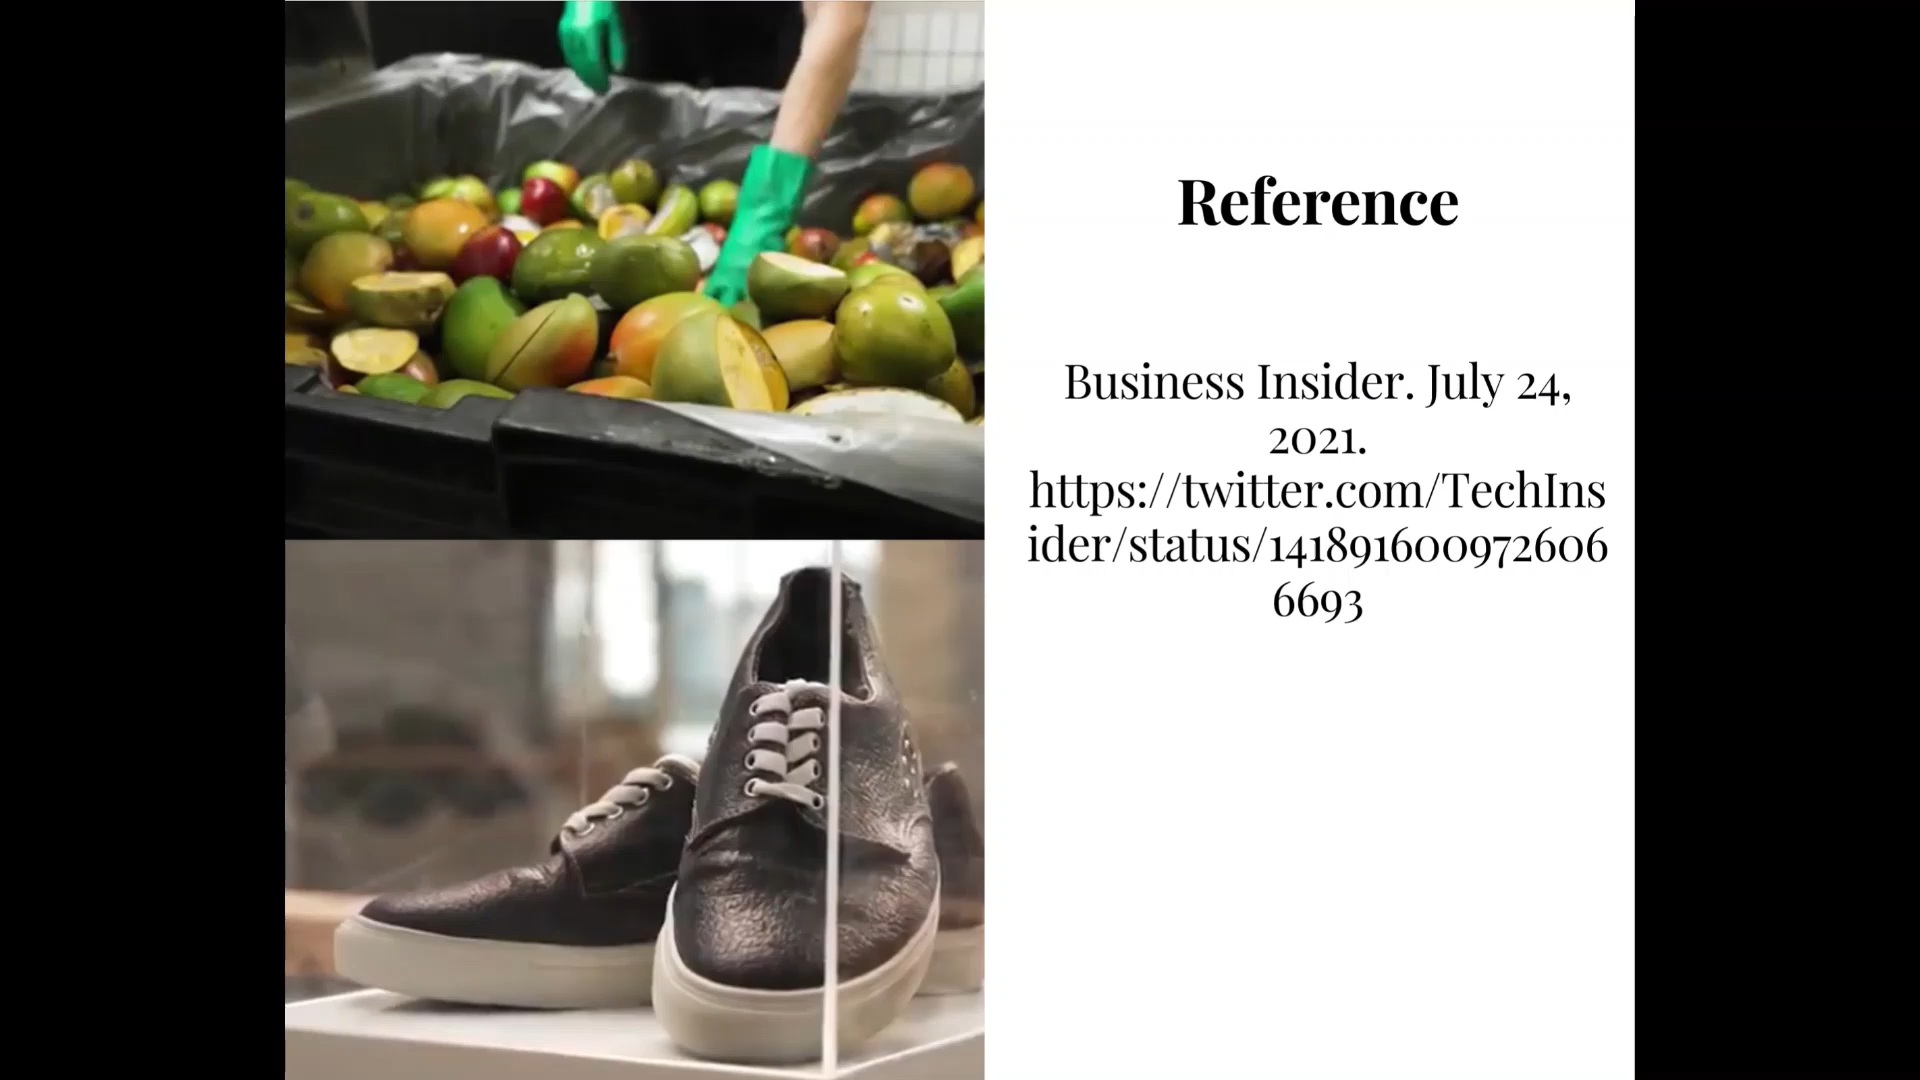 Reference
Business Insider. July 24,
2021.
https://twitter.com/TechIns
ider/status/141891600972606
6693